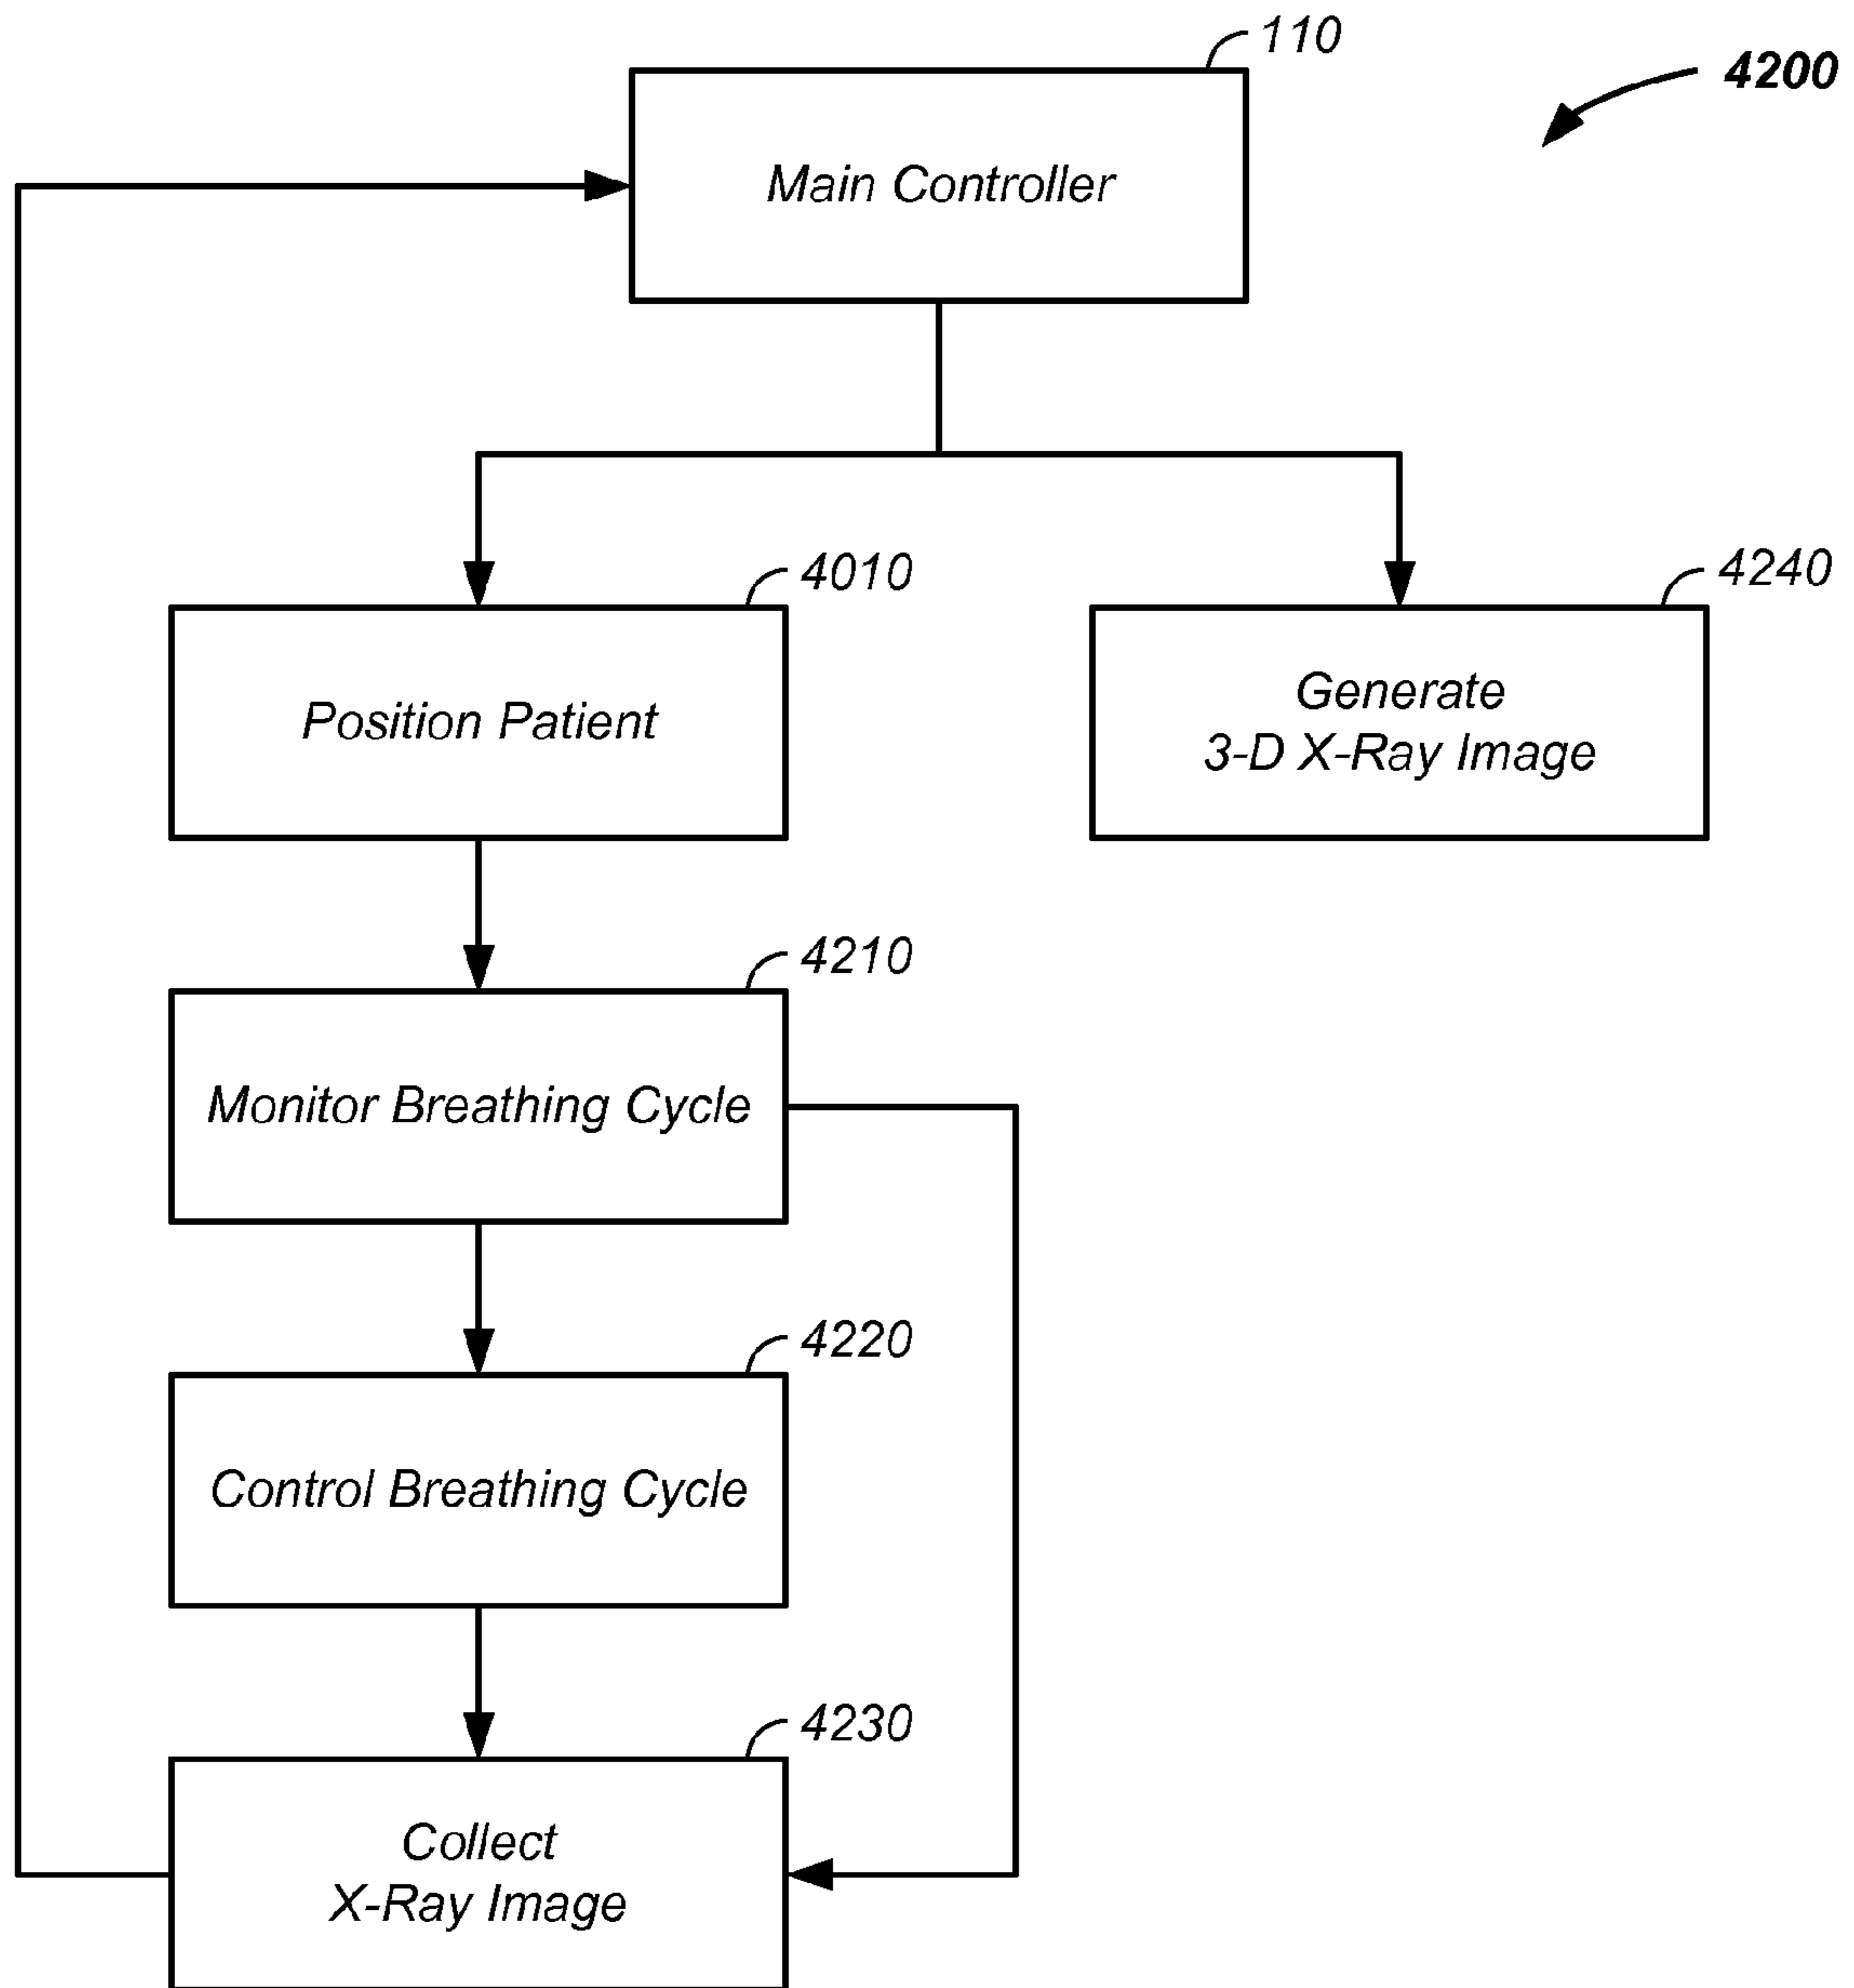 110
4200
Main Controller
4010
4240
Position Patient
Generate
3-D X-Ray Image
4210
Monitor Breathing Cycle
4220
Control Breathing Cycle
4230
Collect
X-Ray Image